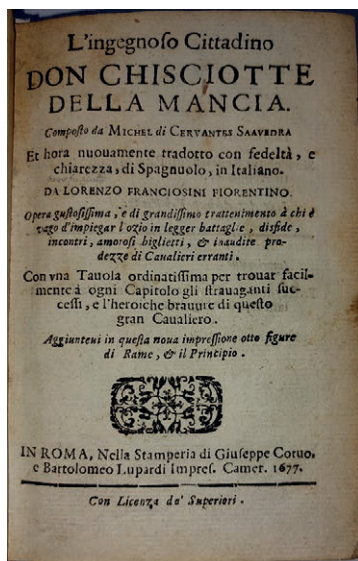 L'ingegnoſo Cittadino
DON CHISCIOTTE
DELLA MANCIA.
Compoſto da MICHEL di CERVANTES SAAVEDRA
Et hora nuouamente tradotto con fedeltà, e
chiarezza, di Spagnuolo, in Italiano.
DA LORENZO FRANCIOSINI FIORENTINO.
Opera guſtoſiſſima, e di grandiſſimo trattenimento à chi è
vago d'impiegar l'ozio in legger battaglie, disfide,
incontri, amoroſi biglietti, & inaudite pro-
dezze di Caualieri erranti.
Con vna Tauola ordinatiſſima per trouar facil-
mente à ogni Capitolo gli ſtrauaganti ſuc-
ceſſi, e l'heroiche brauure di queſto
gran Caualiero.
Aggiunteui in queſta noua impreſſione otto figure
di Rame, & il Principio.
IN ROMA, Nella Stamperia di Giuſeppe Coruo,
e Bartolomeo Lupardi Impreſ. Camer. 1677.
Con Licenza de' Superiori.